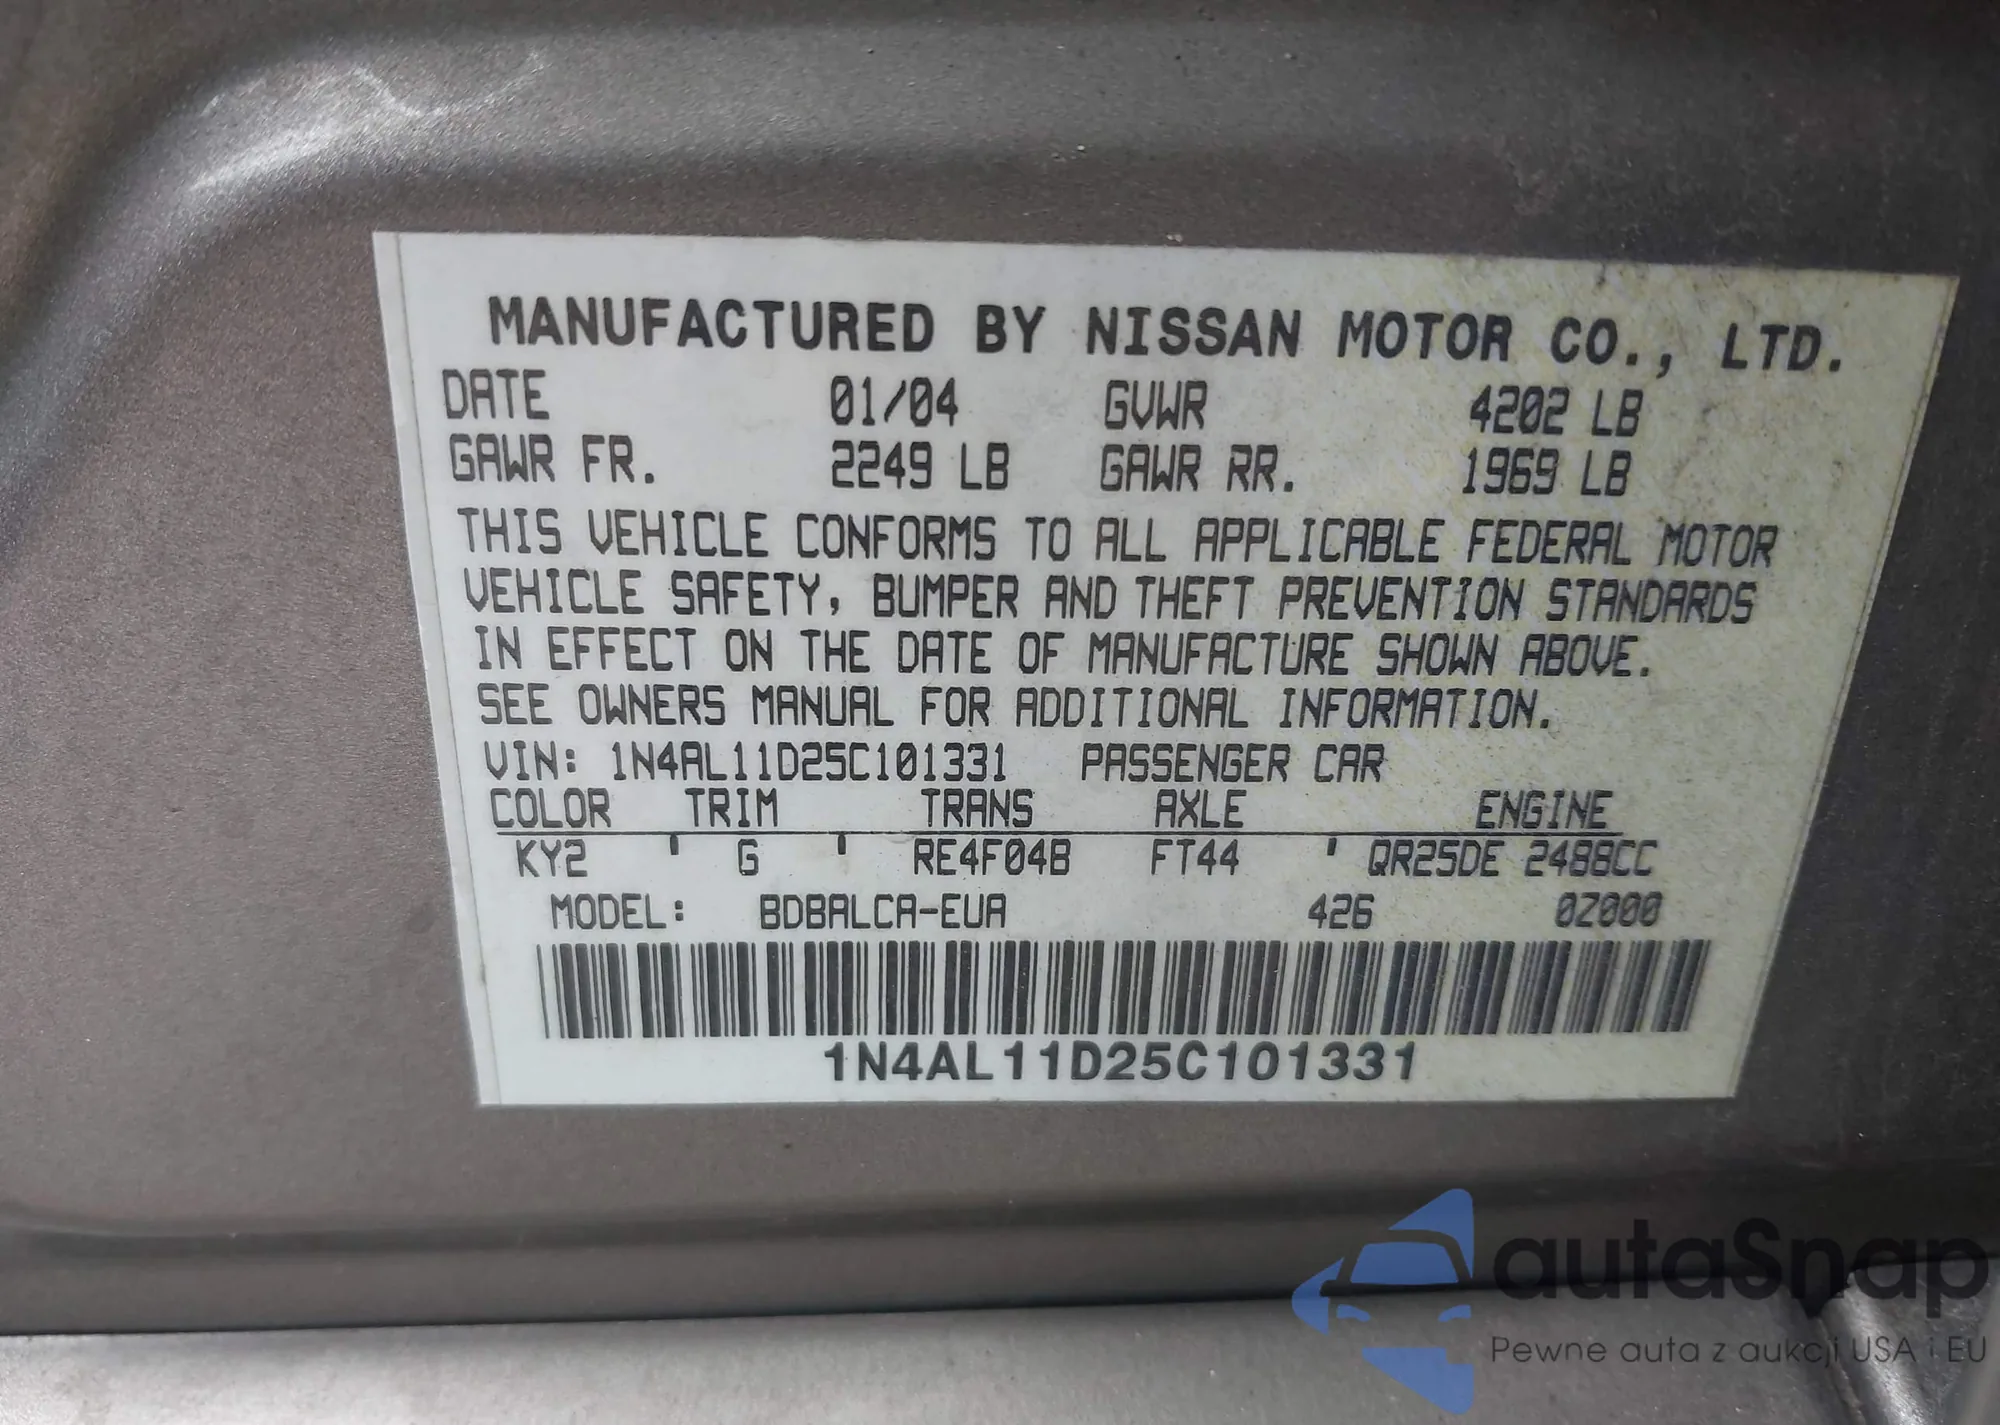 MANUFACTURED BY NISSAN MOTOR CO., LTD.
DATE 01/04 GVWR 4202 LB
GAWR FR. 2249 LB GAWR RR. 1969 LB
THIS VEHICLE CONFORMS TO ALL APPLICABLE FEDERAL MOTOR
VEHICLE SAFETY, BUMPER AND THEFT PREVENTION STANDARDS
IN EFFECT ON THE DATE OF MANUFACTURE SHOWN ABOVE.
SEE OWNERS MANUAL FOR ADDITIONAL INFORMATION.
VIN: 1N4AL11D25C101331 PASSENGER CAR
COLOR TRIM TRANS AXLE ENGINE
KY2 ' G ' RE4F04B FT44 ' QR25DE 2488CC
MODEL: BDBALCA-EUA 426 0Z000
1N4AL11D25C101331
autaSnap
Pewne auta z aukcji USA i EU